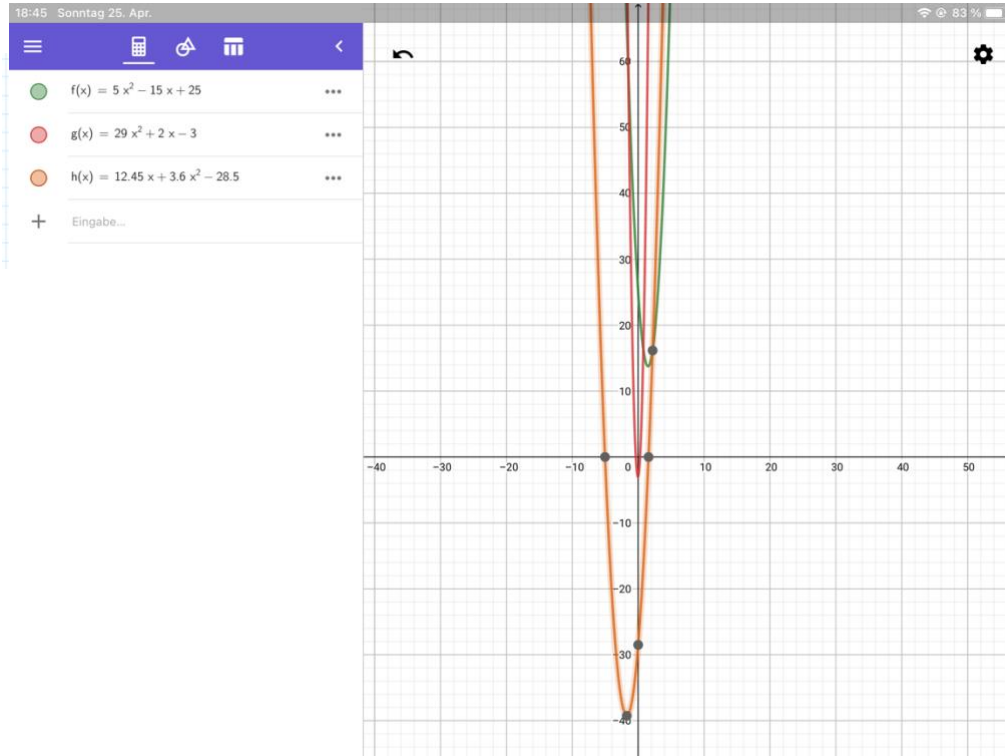 18:45 Sonntag 25. Apr.
83 %
f(x) = 5 x² − 15 x + 25
g(x) = 29 x² + 2 x − 3
h(x) = 12.45 x + 3.6 x² − 28.5
Eingabe...
60
50
40
30
20
10
−40 −30 −20 −10 0 10 20 30 40 50
−10
−20
−30
−40